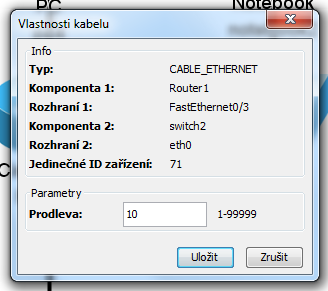 PC
Notebook
Vlastnosti kabelu
Info
Typ: CABLE_ETHERNET
Komponenta 1: Router1
Rozhraní 1: FastEthernet0/3
Komponenta 2: switch2
Rozhraní 2: eth0
Jedinečné ID zařízení: 71
Parametry
Prodleva: 10 1-99999
Uložit Zrušit